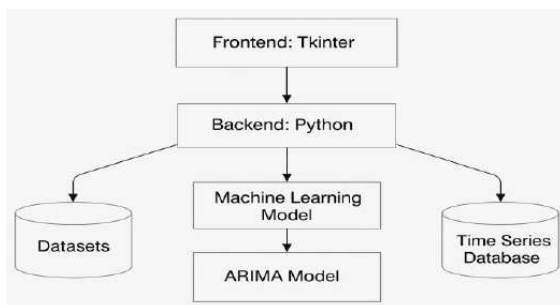 Frontend: Tkinter
Backend: Python
Datasets
Machine Learning
Model
Time Series
Database
ARIMA Model